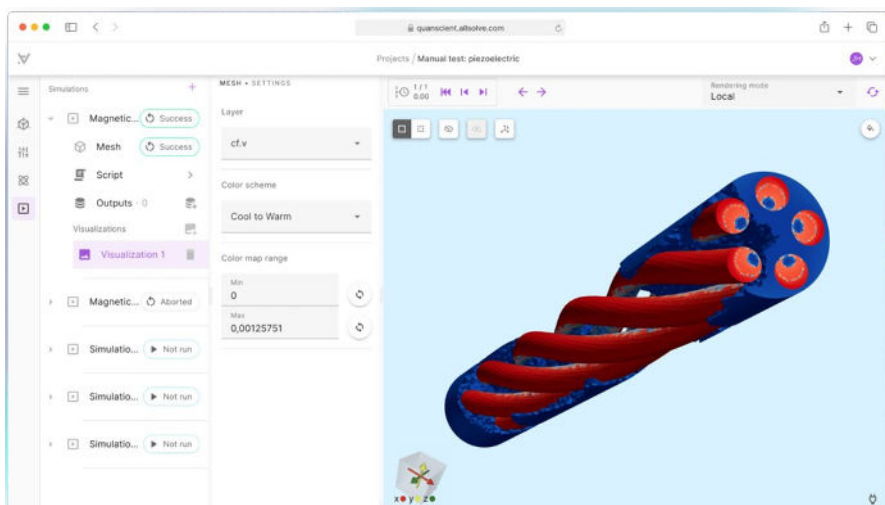 quanscient.allsolve.com
Projects / Manual test: piezoelectric
Simulations
+
Magnetic... Success
Mesh Success
Script
Outputs · 0
Visualizations
Visualization 1
Magnetic... Aborted
Simulatio... Not run
Simulatio... Not run
Simulatio... Not run
MESH • SETTINGS
Layer
cf.v
Color scheme
Cool to Warm
Color map range
Min
0
Max
0,00125751
1 / 1
0.00
Rendering mode
Local
x y z